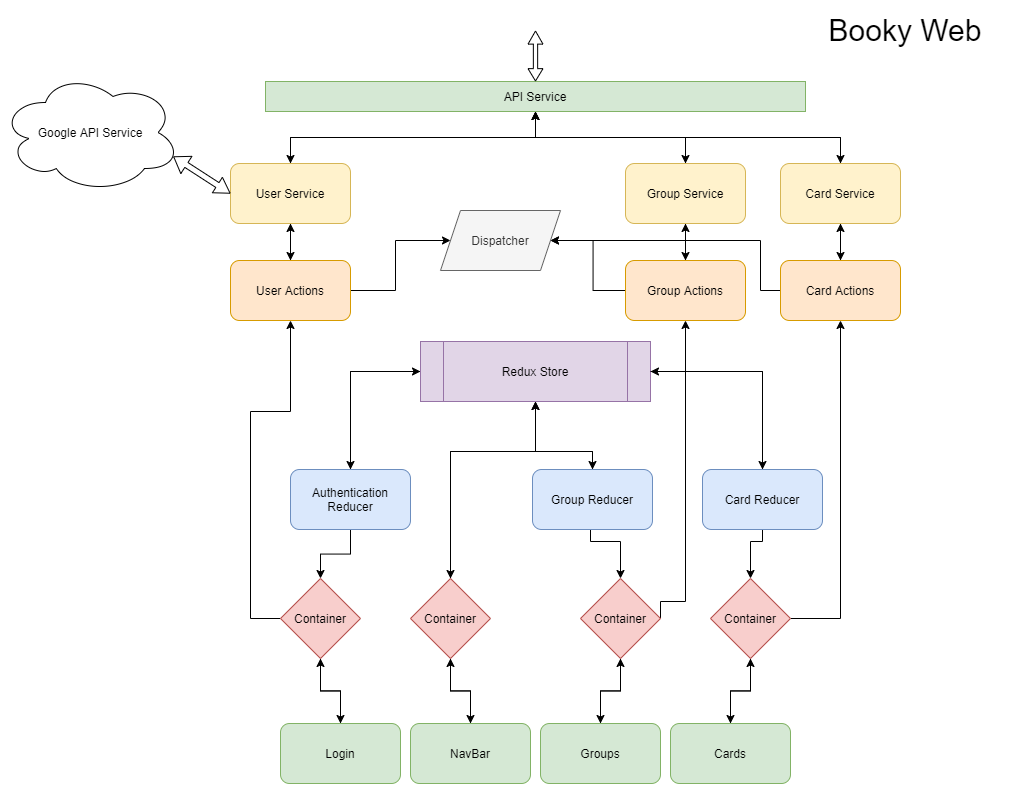 Booky Web
API Service
Google API Service
User Service
Group Service
Card Service
Dispatcher
User Actions
Group Actions
Card Actions
Redux Store
Authentication
Reducer
Group Reducer
Card Reducer
Container
Container
Container
Container
Login
NavBar
Groups
Cards